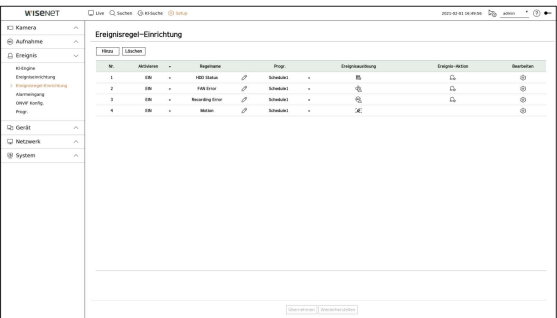 WISENET
Live Suchen KI-Suche Setup
2021-02-01 16:49:56 admin
Kamera
Aufnahme
Ereignis
KI-Engine
Ereigniseinrichtung
Ereignisregel-Einrichtung
Alarmeingang
ONVIF Konfig.
Progr.
Gerät
Netzwerk
System
Ereignisregel-Einrichtung
Hinzu Löschen
Nr. Aktivieren Regelname Progr. Ereignisauslösung Ereignis-Aktion Bearbeiten
1 EIN HDD Status Schedule1
2 EIN FAN Error Schedule1
3 EIN Recording Error Schedule1
4 EIN Motion Schedule1
Übernehmen Wiederherstellen